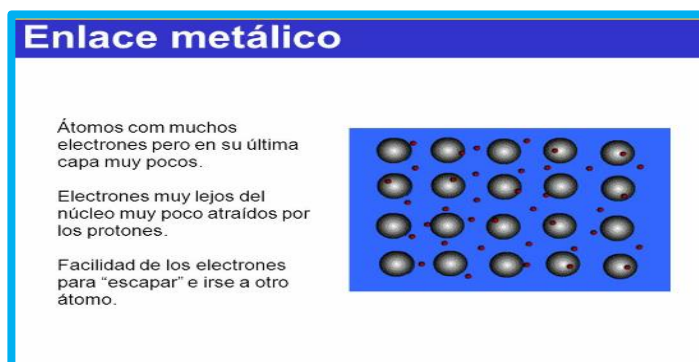 Enlace metálico
Átomos com muchos
electrones pero en su última
capa muy pocos.
Electrones muy lejos del
núcleo muy poco atraídos por
los protones.
Facilidad de los electrones
para “escapar” e irse a otro
átomo.